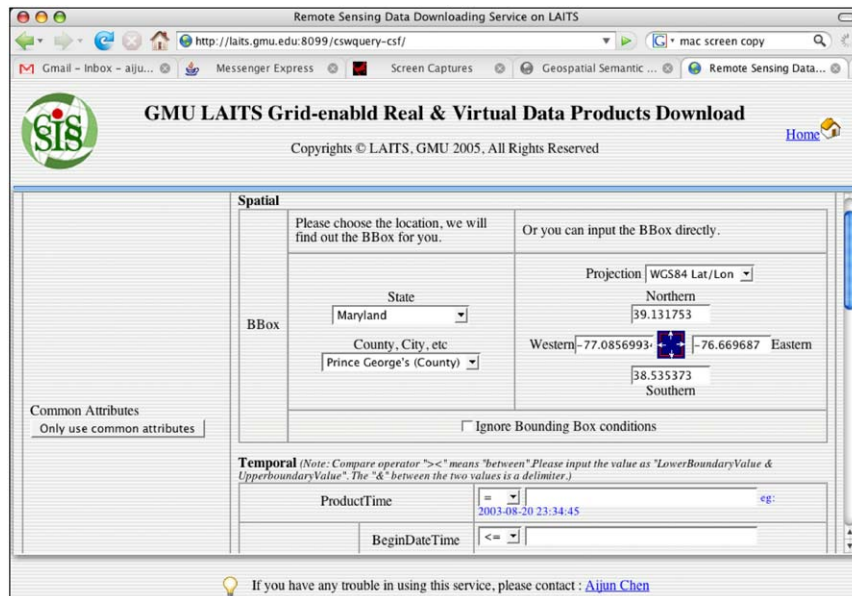 Remote Sensing Data Downloading Service on LAITS
http://laits.gmu.edu:8099/cswquery-csf/
G mac screen copy
Gmail – Inbox – aiju... Messenger Express Screen Captures Geospatial Semantic ... Remote Sensing Data...
SIS
GMU LAITS Grid-enabld Real & Virtual Data Products Download
Home
Copyrights © LAITS, GMU 2005, All Rights Reserved
Spatial
Please choose the location, we will
find out the BBox for you.
Or you can input the BBox directly.
BBox
State
Maryland
County, City, etc
Prince George's (County)
Projection WGS84 Lat/Lon
Northern
39.131753
Western -77.0856993 -76.669687 Eastern
38.535373
Southern
Common Attributes
Only use common attributes
Ignore Bounding Box conditions
Temporal (Note: Compare operator "><" means "between".Please input the value as "LowerBoundaryValue &
UpperboundaryValue". The "&" between the two values is a delimiter.)
ProductTime = eg:
2003-08-20 23:34:45
BeginDateTime <=
If you have any trouble in using this service, please contact : Aijun Chen